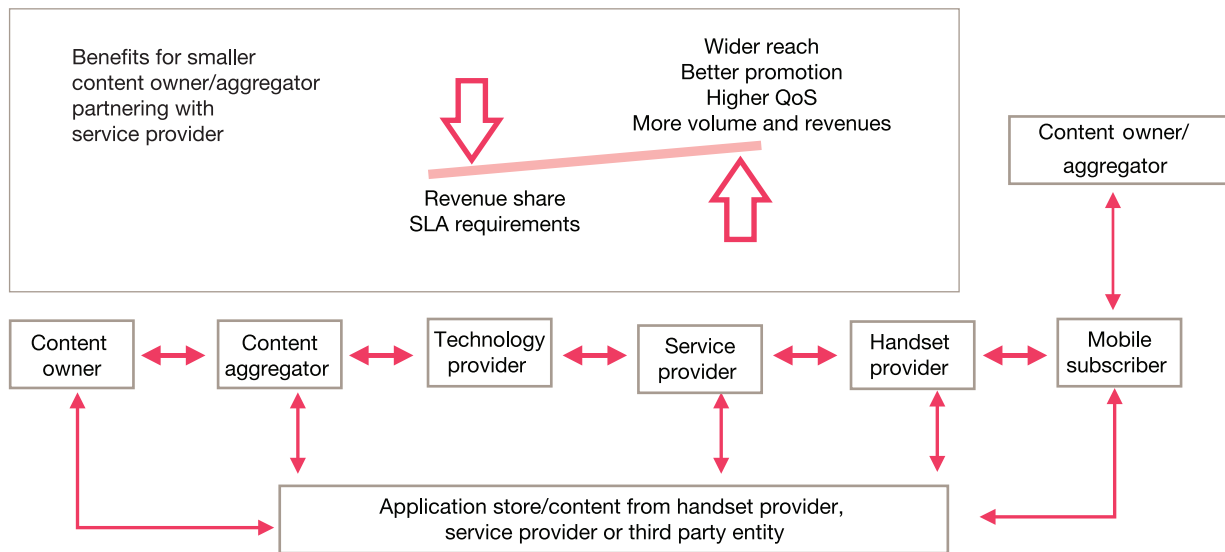 Benefits for smaller
content owner/aggregator
partnering with
service provider
Wider reach
Better promotion
Higher QoS
More volume and revenues
Revenue share
SLA requirements
Content owner/
aggregator
Content
owner
Content
aggregator
Technology
provider
Service
provider
Handset
provider
Mobile
subscriber
Application store/content from handset provider,
service provider or third party entity